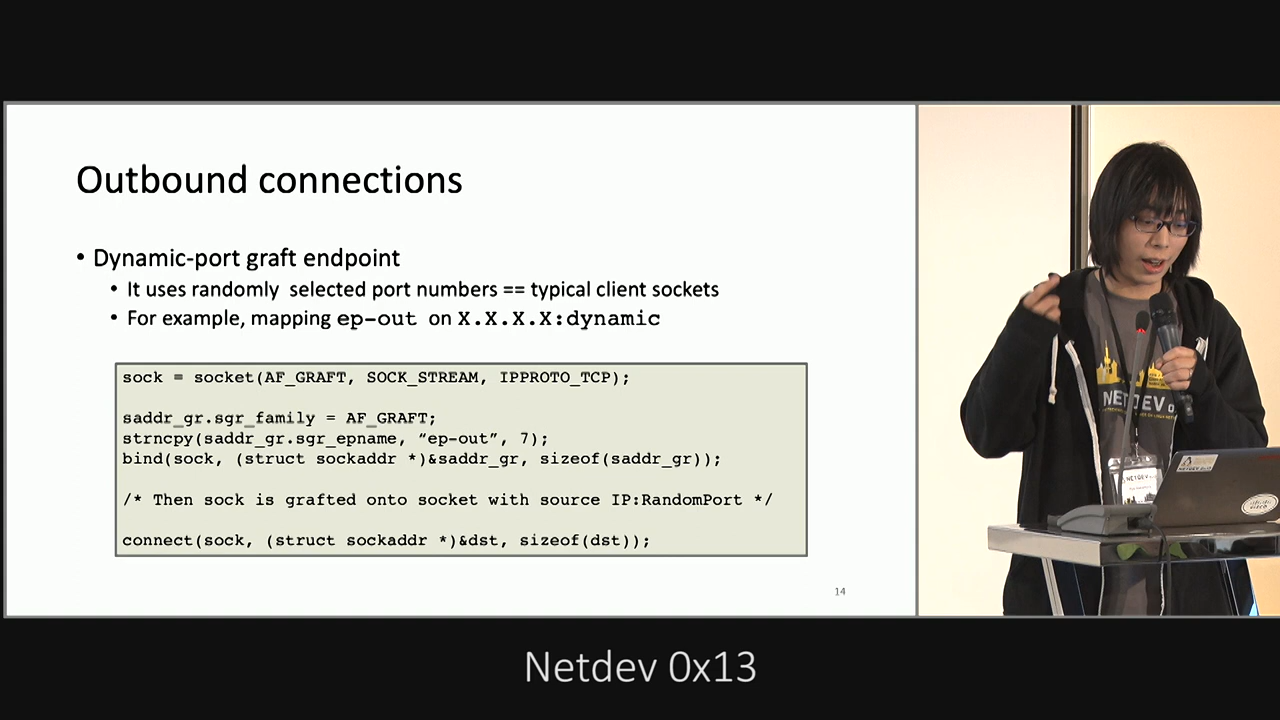 Outbound connections
• Dynamic-port graft endpoint
• It uses randomly selected port numbers == typical client sockets
• For example, mapping ep-out on X.X.X.X:dynamic
sock = socket(AF_GRAFT, SOCK_STREAM, IPPROTO_TCP);
saddr_gr.sgr_family = AF_GRAFT;
strncpy(saddr_gr.sgr_epname, “ep-out”, 7);
bind(sock, (struct sockaddr *)&saddr_gr, sizeof(saddr_gr));
/* Then sock is grafted onto socket with source IP:RandomPort */
connect(sock, (struct sockaddr *)&dst, sizeof(dst));
14
NETDEV
Netdev 0x13